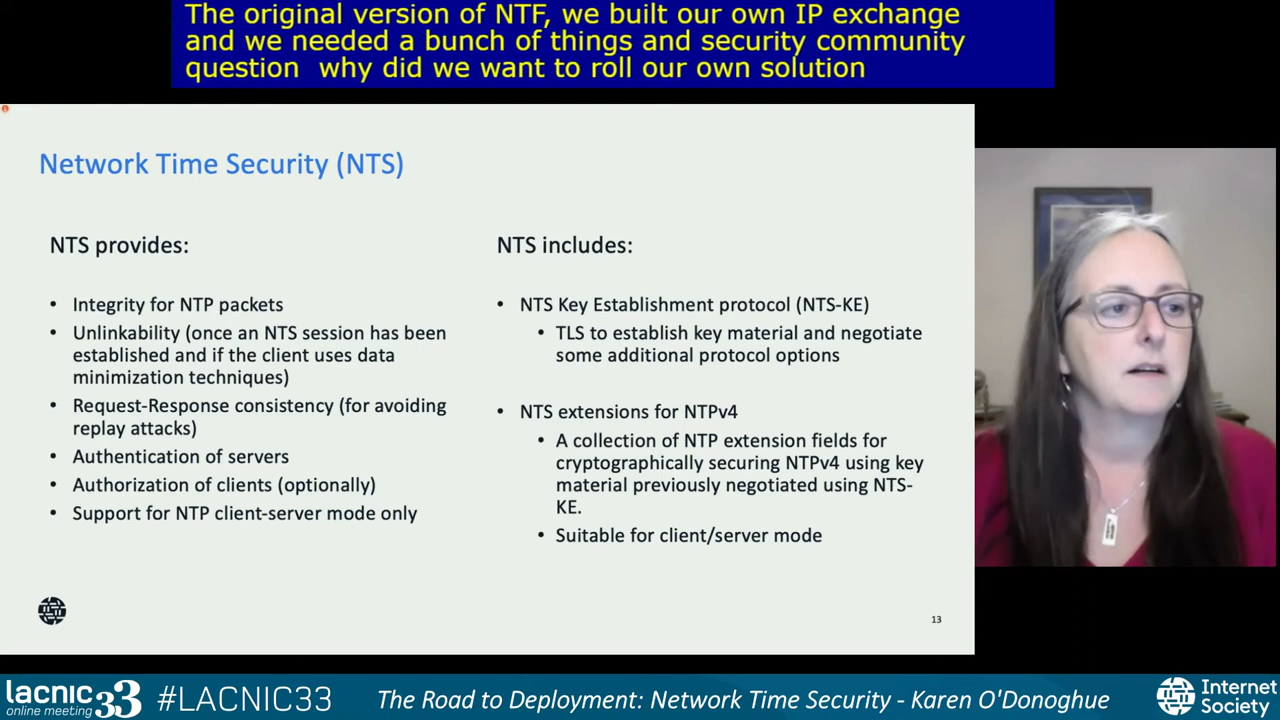 The original version of NTF, we built our own IP exchange
and we needed a bunch of things and security community
question  why did we want to roll our own solution
Network Time Security (NTS)
NTS provides:
• Integrity for NTP packets
• Unlinkability (once an NTS session has been
established and if the client uses data
minimization techniques)
• Request-Response consistency (for avoiding
replay attacks)
• Authentication of servers
• Authorization of clients (optionally)
• Support for NTP client-server mode only
NTS includes:
• NTS Key Establishment protocol (NTS-KE)
• TLS to establish key material and negotiate
some additional protocol options
• NTS extensions for NTPv4
• A collection of NTP extension fields for
cryptographically securing NTPv4 using key
material previously negotiated using NTS-
KE.
• Suitable for client/server mode
13
lacnic 33
online meeting
#LACNIC33
The Road to Deployment: Network Time Security - Karen O'Donoghue
Internet
Society